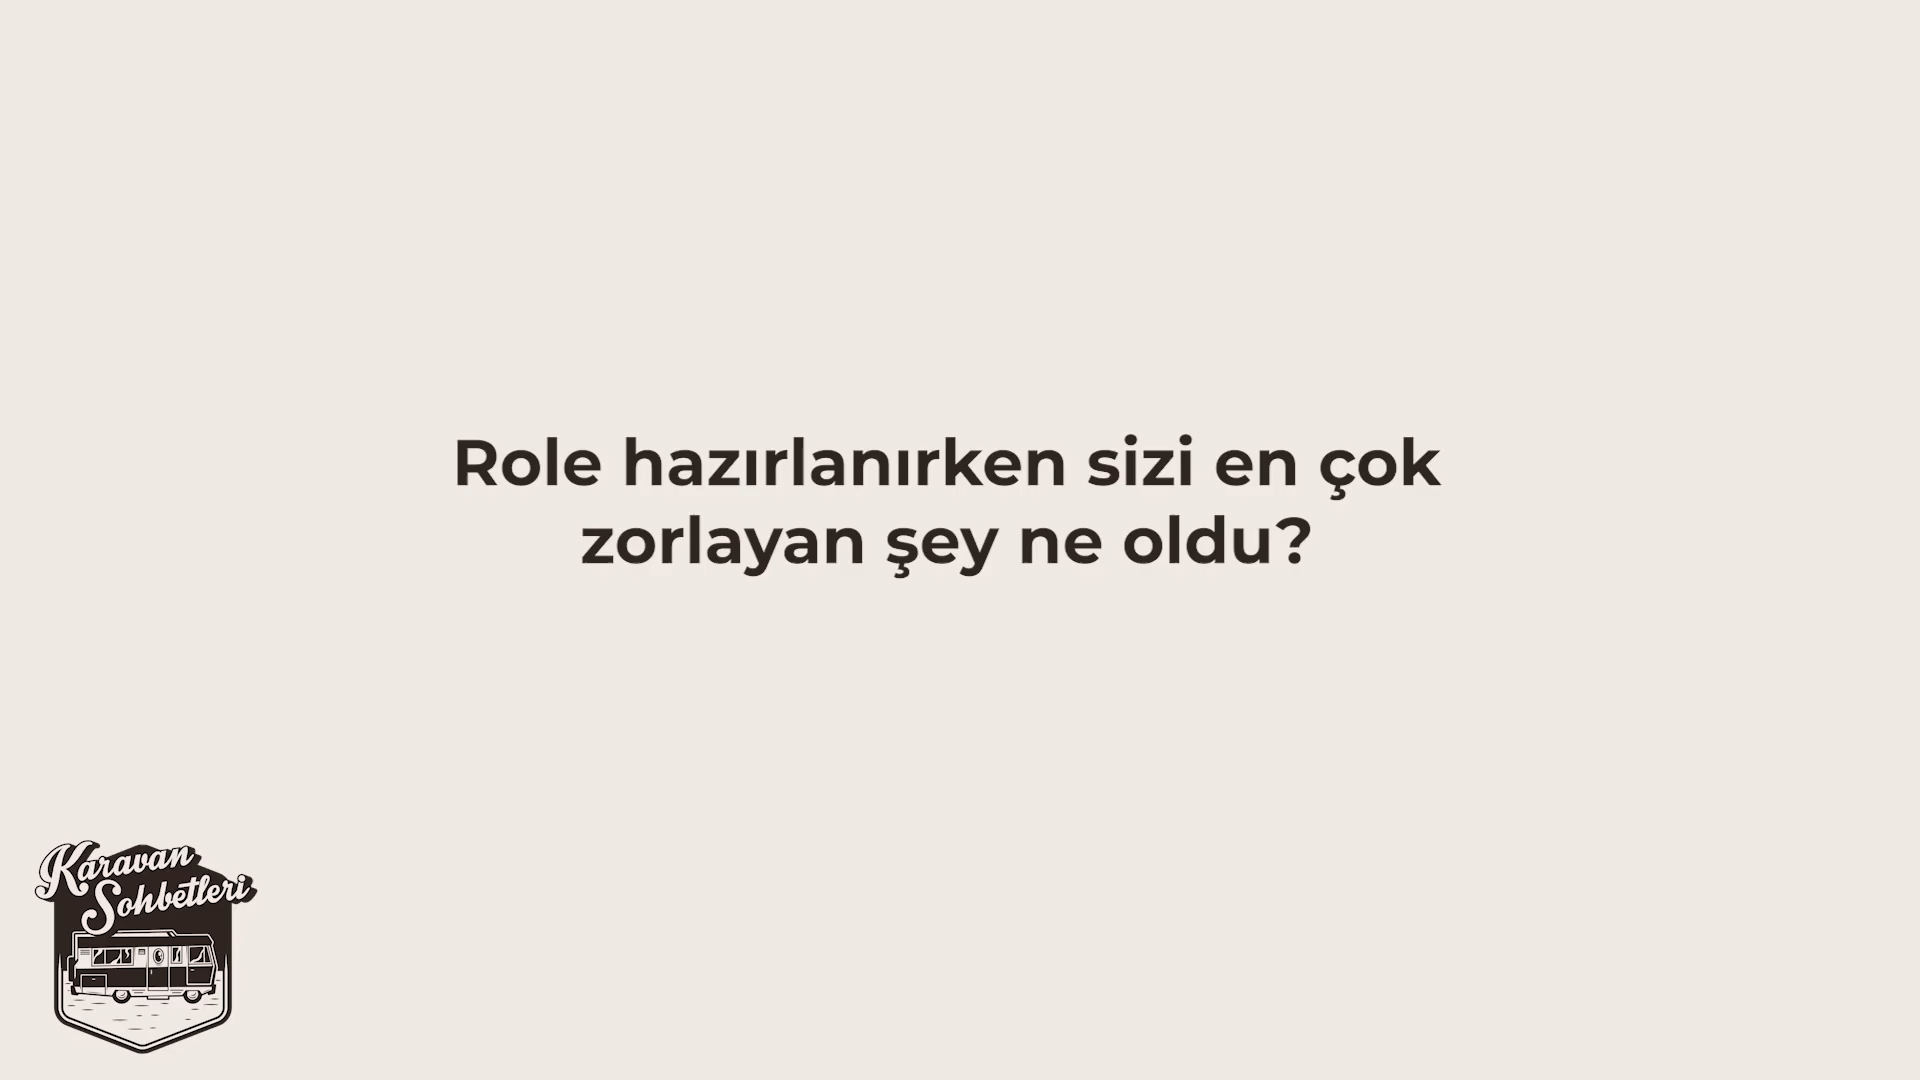 Role hazırlanırken sizi en çok
zorlayan şey ne oldu?
Karavan
Sohbetleri